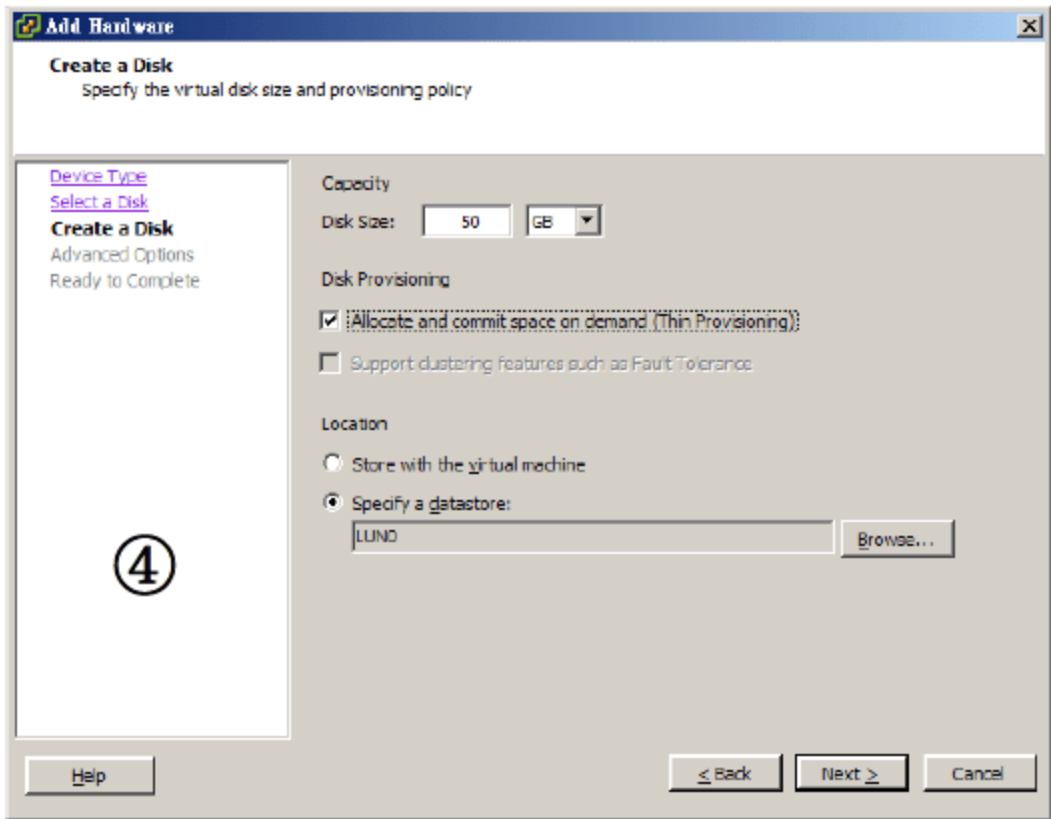 Add Hardware
Create a Disk
Specify the virtual disk size and provisioning policy
Device Type
Select a Disk
Create a Disk
Advanced Options
Ready to Complete
Capacity
Disk Size: 50 GB
Disk Provisioning
Allocate and commit space on demand (Thin Provisioning)
Support clustering features such as Fault Tolerance
Location
Store with the virtual machine
Specify a datastore:
LUN0
Browse...
④
Help
< Back
Next >
Cancel